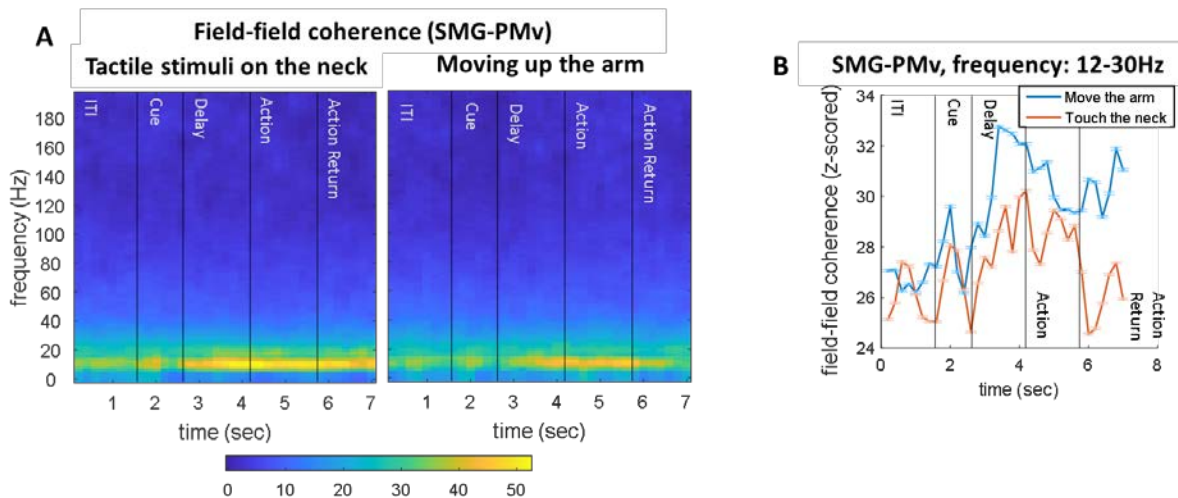 A
Field-field coherence (SMG-PMv)
Tactile stimuli on the neck
Moving up the arm
frequency (Hz)
180
160
140
120
100
80
60
40
20
0
ITI
Cue
Delay
Action
Action Return
ITI
Cue
Delay
Action
Action Return
1 2 3 4 5 6 7
1 2 3 4 5 6 7
time (sec)
time (sec)
0 10 20 30 40 50
B
SMG-PMv, frequency: 12-30Hz
field-field coherence (z-scored)
34
32
30
28
26
24
ITI
Cue
Delay
Move the arm
Touch the neck
Action
Action
Return
0 2 4 6 8
time (sec)